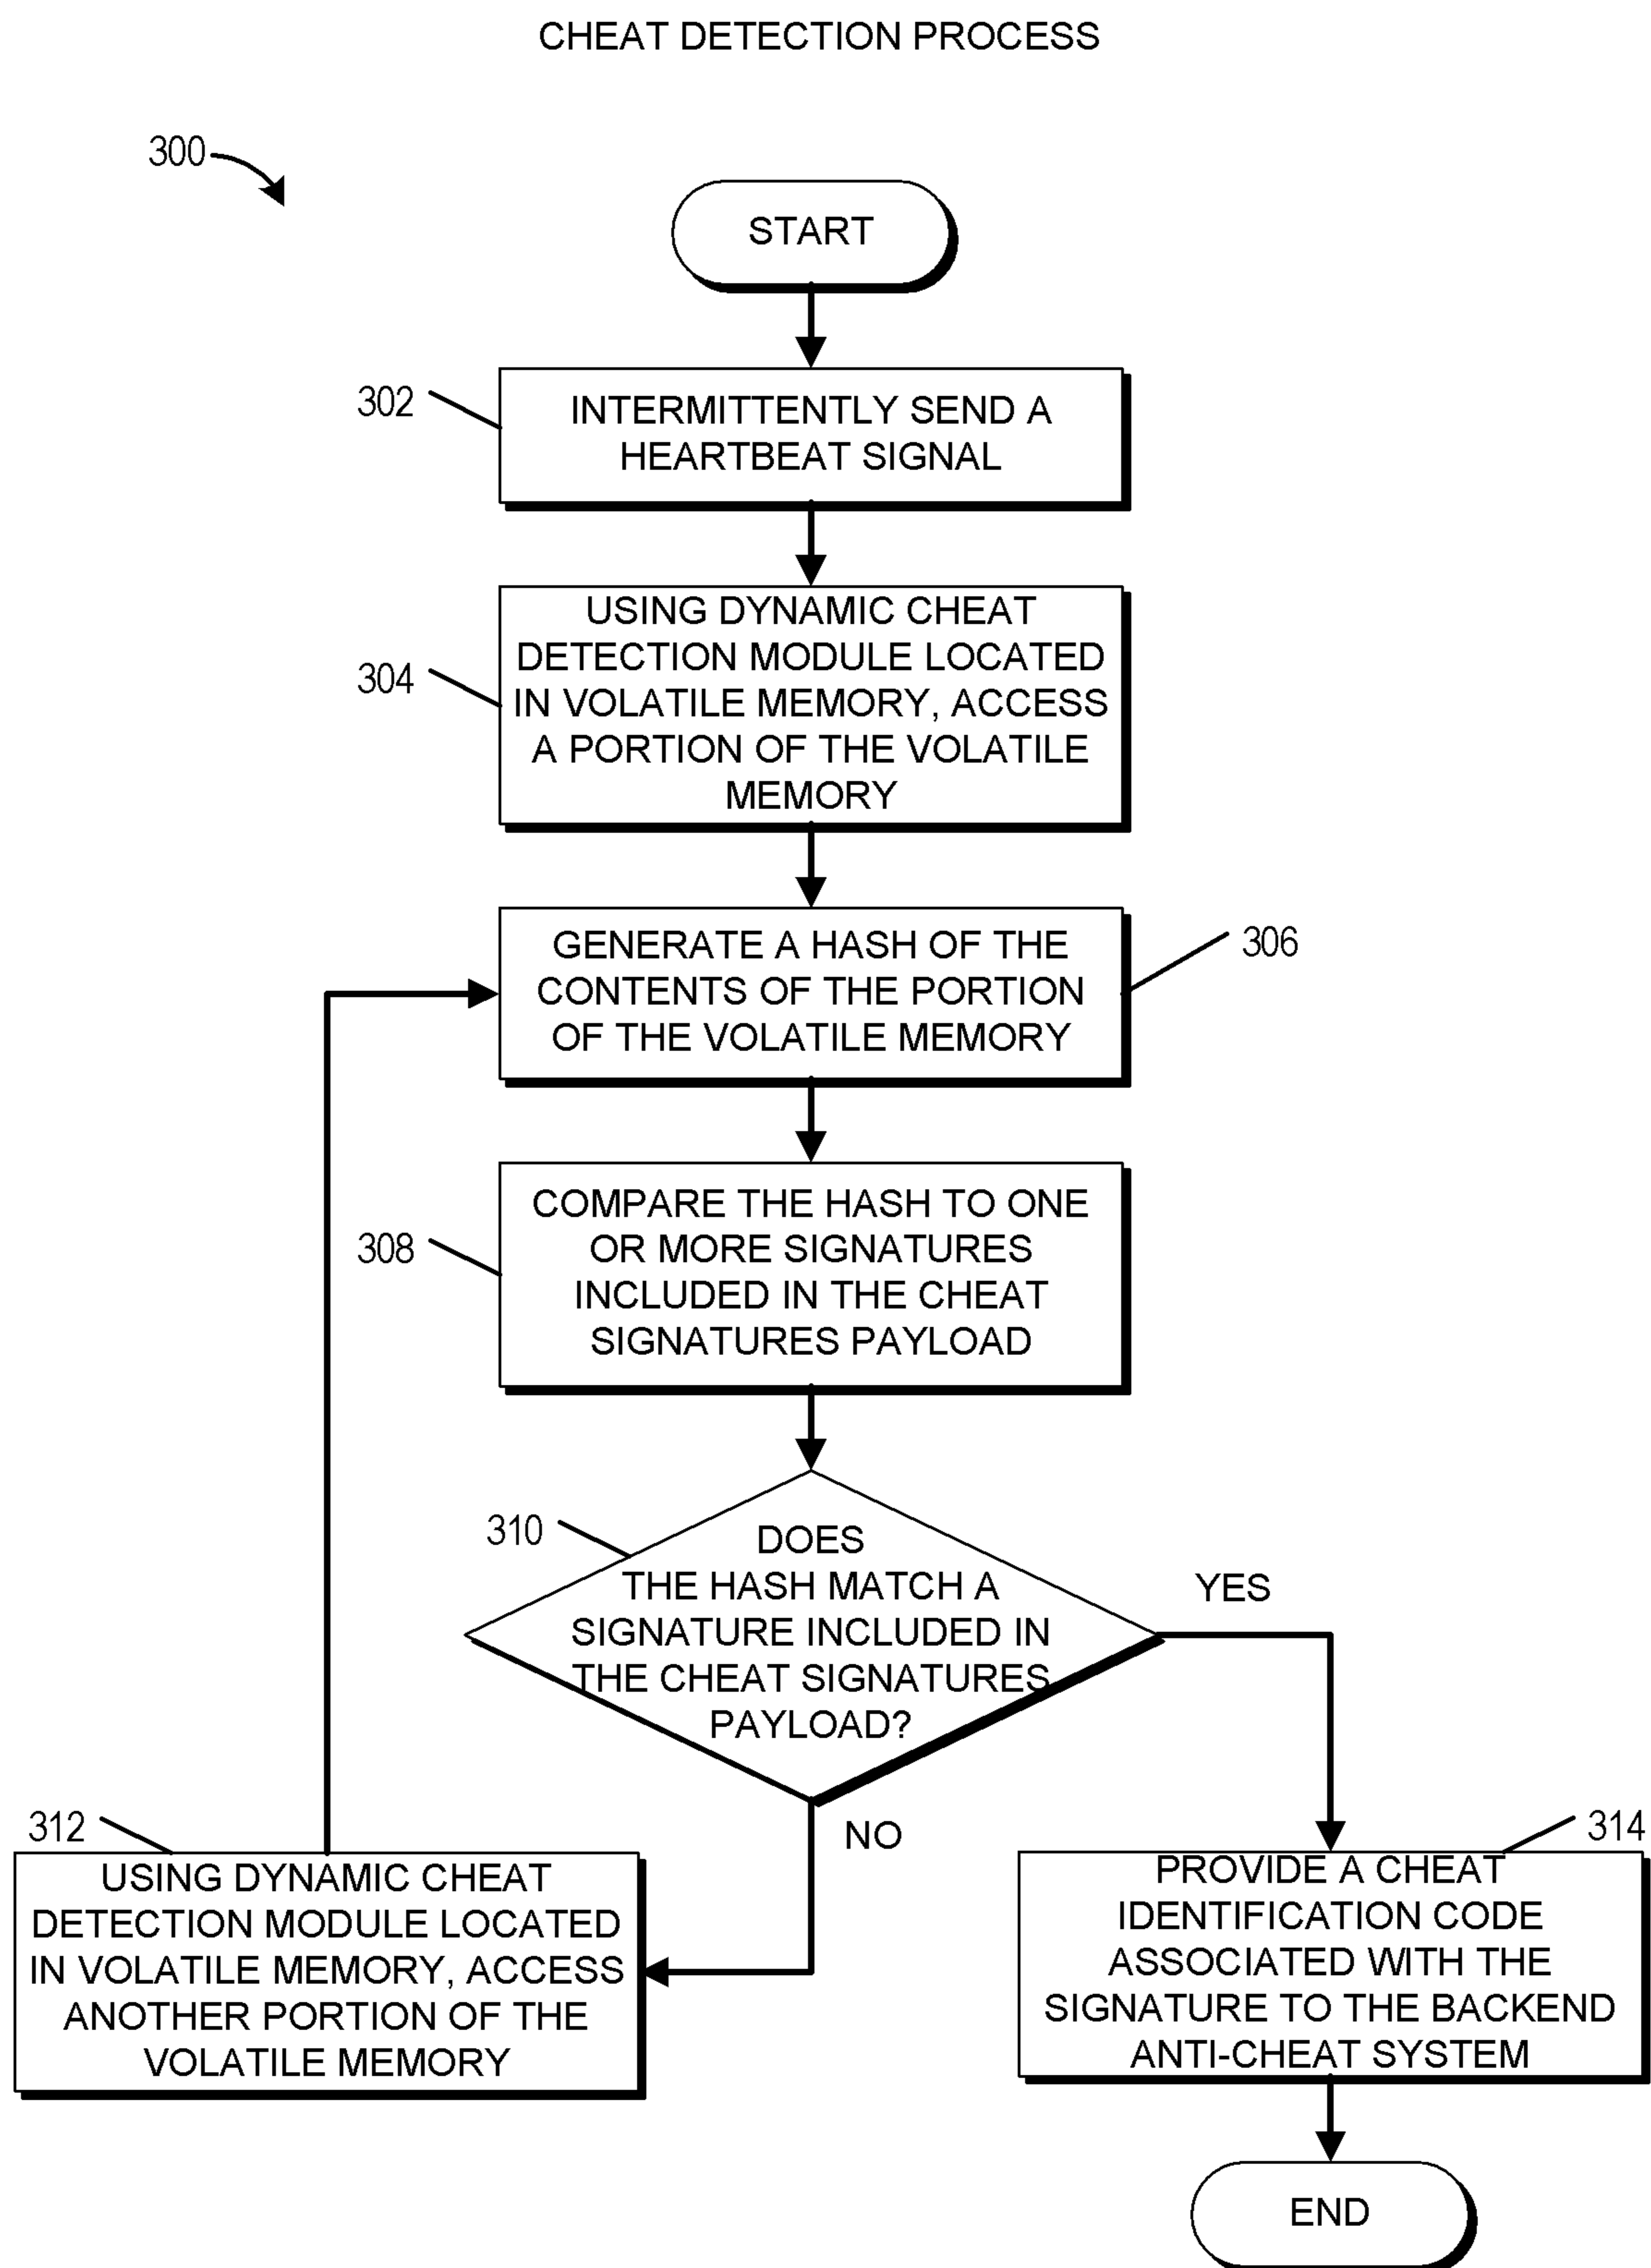 CHEAT DETECTION PROCESS
300
START
302
INTERMITTENTLY SEND A
HEARTBEAT SIGNAL
304
USING DYNAMIC CHEAT
DETECTION MODULE LOCATED
IN VOLATILE MEMORY, ACCESS
A PORTION OF THE VOLATILE
MEMORY
306
GENERATE A HASH OF THE
CONTENTS OF THE PORTION
OF THE VOLATILE MEMORY
308
COMPARE THE HASH TO ONE
OR MORE SIGNATURES
INCLUDED IN THE CHEAT
SIGNATURES PAYLOAD
310
DOES
THE HASH MATCH A
SIGNATURE INCLUDED IN
THE CHEAT SIGNATURES
PAYLOAD?
YES
NO
312
USING DYNAMIC CHEAT
DETECTION MODULE LOCATED
IN VOLATILE MEMORY, ACCESS
ANOTHER PORTION OF THE
VOLATILE MEMORY
314
PROVIDE A CHEAT
IDENTIFICATION CODE
ASSOCIATED WITH THE
SIGNATURE TO THE BACKEND
ANTI-CHEAT SYSTEM
END